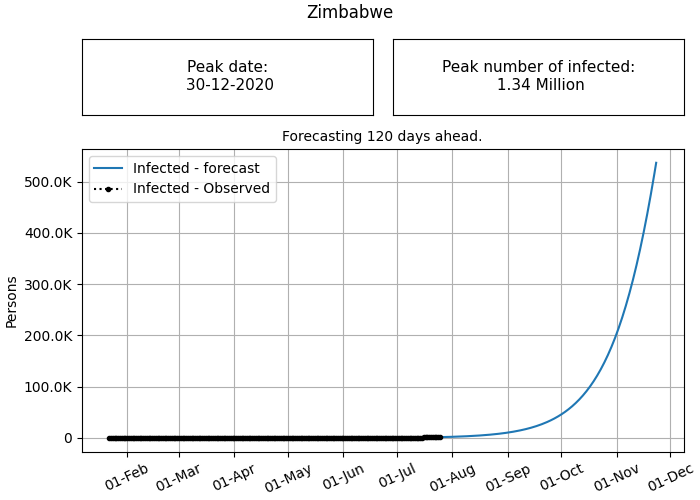 Zimbabwe
Peak date:
30-12-2020
Peak number of infected:
1.34 Million
Forecasting 120 days ahead.
Infected - forecast
Infected - Observed
Persons
500.0K
400.0K
300.0K
200.0K
100.0K
0
01-Feb
01-Mar
01-Apr
01-May
01-Jun
01-Jul
01-Aug
01-Sep
01-Oct
01-Nov
01-Dec